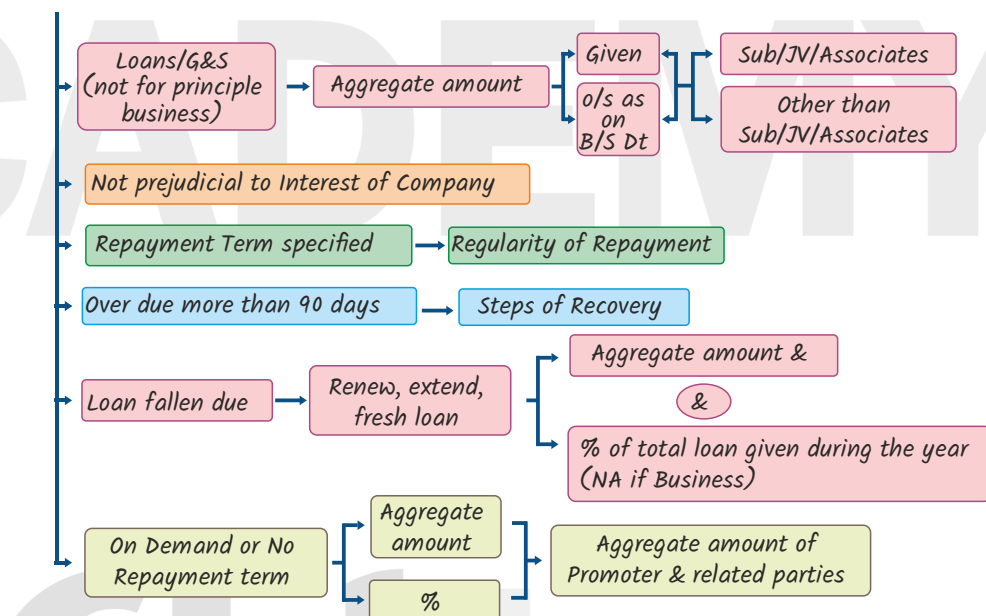 Loans/G&S
(not for principle
business)
Aggregate amount
Given
o/s as
on
B/S Dt
Sub/JV/Associates
Other than
Sub/JV/Associates
Not prejudicial to Interest of Company
Repayment Term specified
Regularity of Repayment
Over due more than 90 days
Steps of Recovery
Loan fallen due
Renew, extend,
fresh loan
Aggregate amount &
&
% of total loan given during the year
(NA if Business)
On Demand or No
Repayment term
Aggregate
amount
%
Aggregate amount of
Promoter & related parties
CADEMY